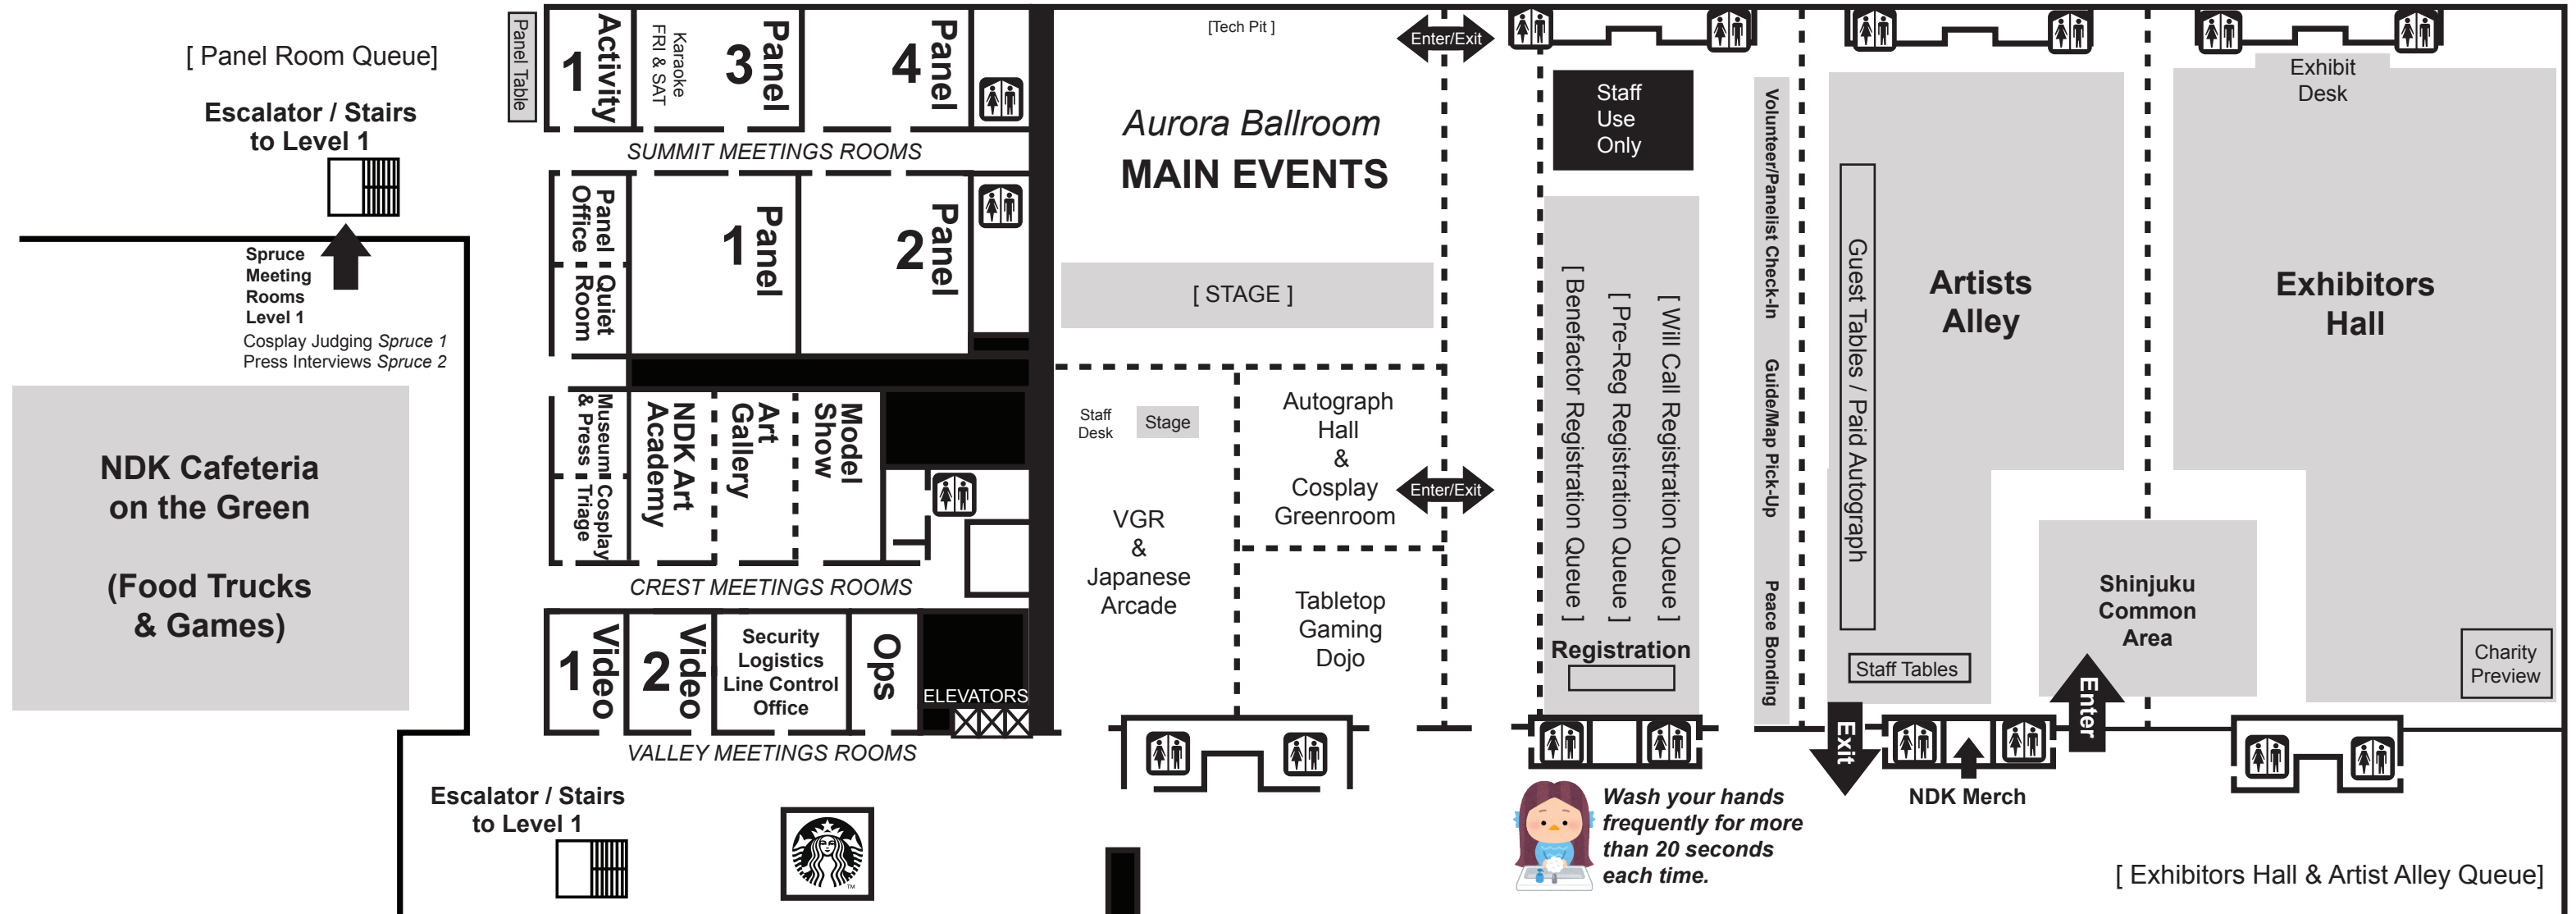 [ Panel Room Queue]
Escalator / Stairs
to Level 1
Spruce
Meeting
Rooms
Level 1
Cosplay Judging Spruce 1
Press Interviews Spruce 2
NDK Cafeteria
on the Green
(Food Trucks
& Games)
Panel Table
Activity
1
Karaoke
FRI & SAT
Panel
3
Panel
4
SUMMIT MEETINGS ROOMS
Panel
Office
Quiet
Room
Panel
1
Panel
2
Museum
& Press
Cosplay
Triage
NDK Art
Academy
Art
Gallery
Model
Show
CREST MEETINGS ROOMS
Video
1
Video
2
Security
Logistics
Line Control
Office
Ops
ELEVATORS
VALLEY MEETINGS ROOMS
Escalator / Stairs
to Level 1
TM
[Tech Pit ]
Enter/Exit
Aurora Ballroom
MAIN EVENTS
[ STAGE ]
Staff
Desk
Stage
VGR
&
Japanese
Arcade
Autograph
Hall
&
Cosplay
Greenroom
Enter/Exit
Tabletop
Gaming
Dojo
Staff
Use
Only
[ Benefactor Registration Queue ]
[ Pre-Reg Registration Queue ]
[ Will Call Registration Queue ]
Registration
Volunteer/Panelist Check-In
Guide/Map Pick-Up
Peace Bonding
Guest Tables / Paid Autograph
Artists
Alley
Staff Tables
Exhibit
Desk
Exhibitors
Hall
Shinjuku
Common
Area
Charity
Preview
Exit
Enter
NDK Merch
Wash your hands
frequently for more
than 20 seconds
each time.
[ Exhibitors Hall & Artist Alley Queue]